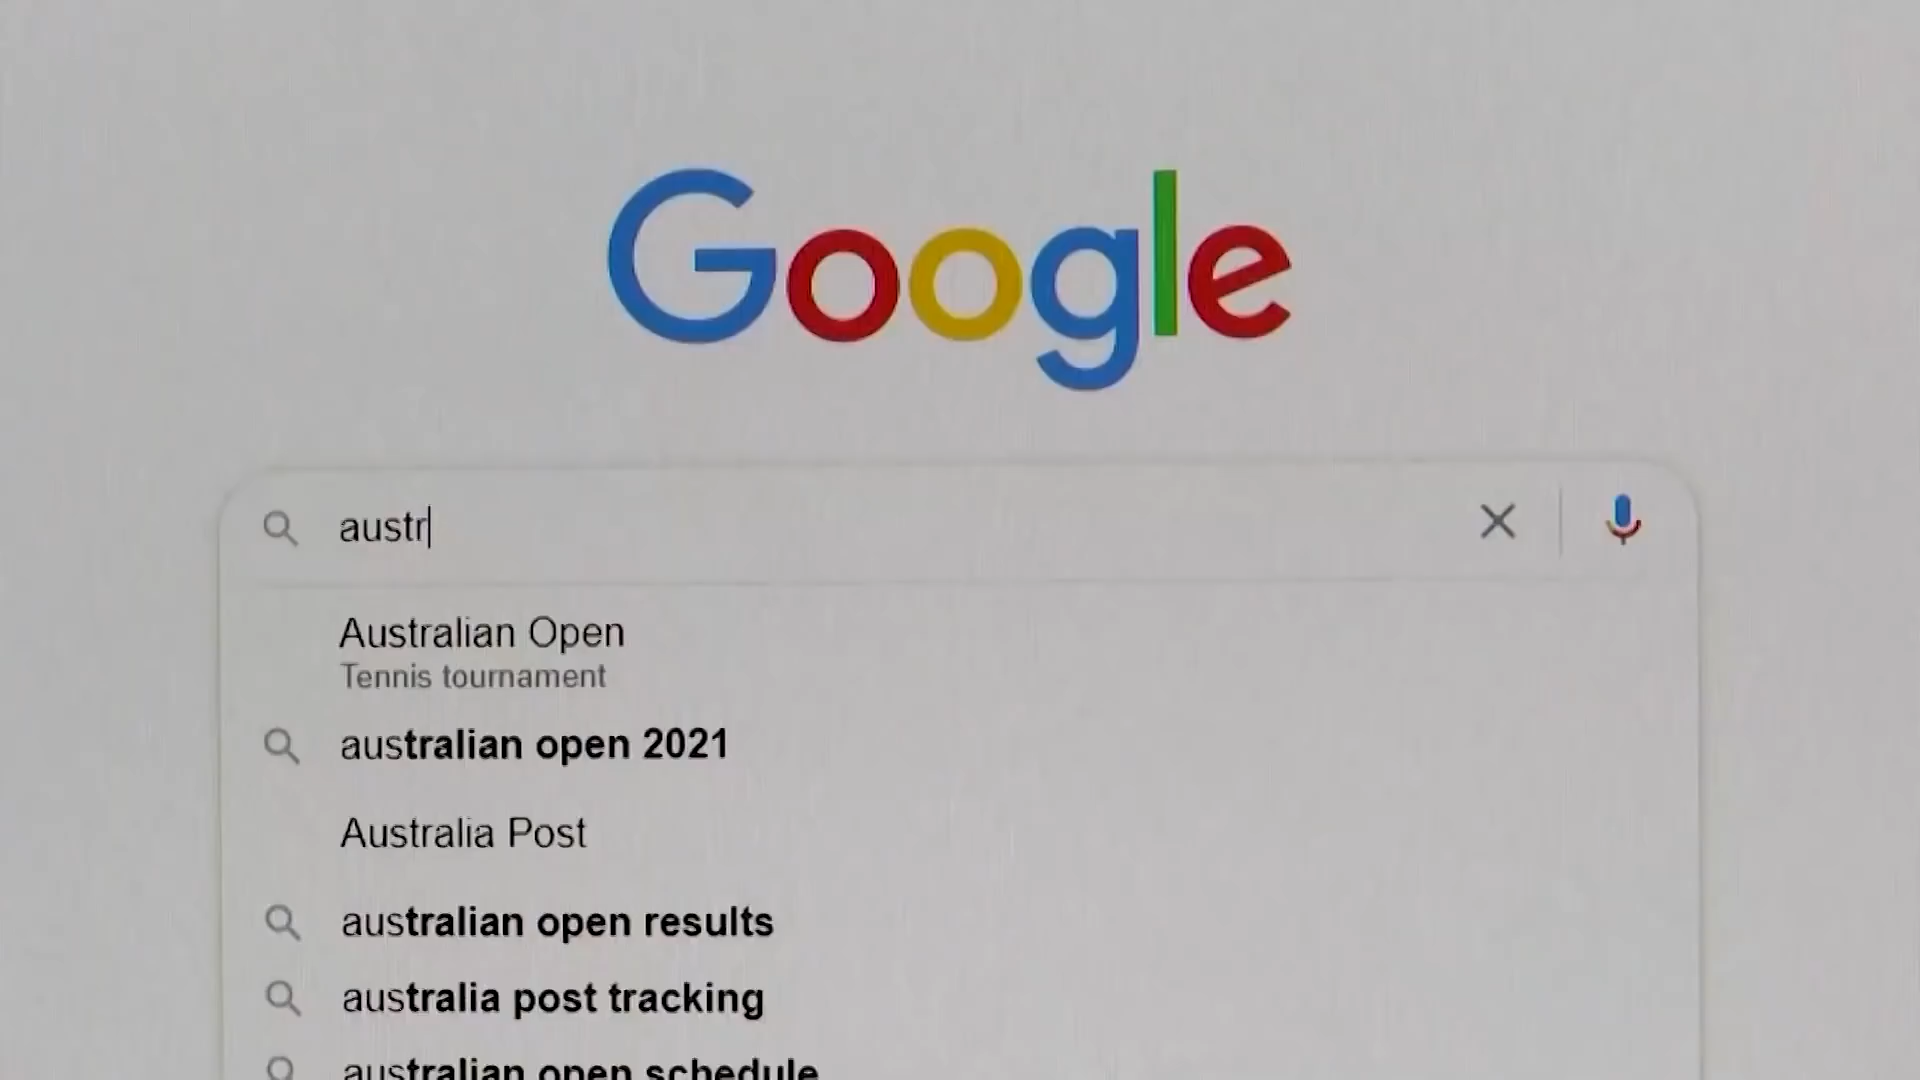 Google
austr
Australian Open
Tennis tournament
australian open 2021
Australia Post
australian open results
australia post tracking
australian open schedule